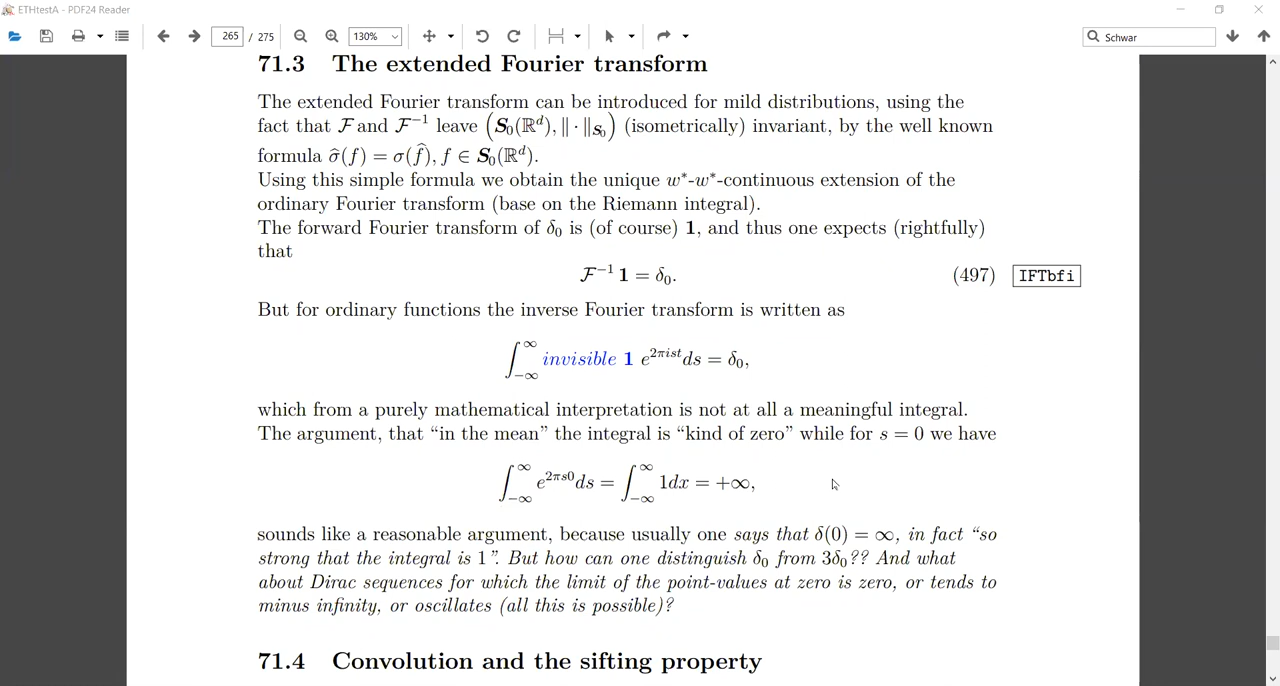 ETHtestA - PDF24 Reader
265 / 275 130% Schwar
71.3 The extended Fourier transform
The extended Fourier transform can be introduced for mild distributions, using the
fact that ℱ and ℱ⁻¹ leave (S₀(ℝᵈ), ‖ · ‖S₀) (isometrically) invariant, by the well known
formula σ̂(f) = σ(f̂), f ∈ S₀(ℝᵈ).
Using this simple formula we obtain the unique w*-w*-continuous extension of the
ordinary Fourier transform (base on the Riemann integral).
The forward Fourier transform of δ₀ is (of course) 1, and thus one expects (rightfully)
that
ℱ⁻¹ 1 = δ₀. (497) IFTbfi
But for ordinary functions the inverse Fourier transform is written as
∫_{-∞}^{∞} invisible 1 e^{2πist} ds = δ₀,
which from a purely mathematical interpretation is not at all a meaningful integral.
The argument, that “in the mean” the integral is “kind of zero” while for s = 0 we have
∫_{-∞}^{∞} e^{2πs0} ds = ∫_{-∞}^{∞} 1dx = +∞,
sounds like a reasonable argument, because usually one says that δ(0) = ∞, in fact “so
strong that the integral is 1”. But how can one distinguish δ₀ from 3δ₀?? And what
about Dirac sequences for which the limit of the point-values at zero is zero, or tends to
minus infinity, or oscillates (all this is possible)?
71.4 Convolution and the sifting property